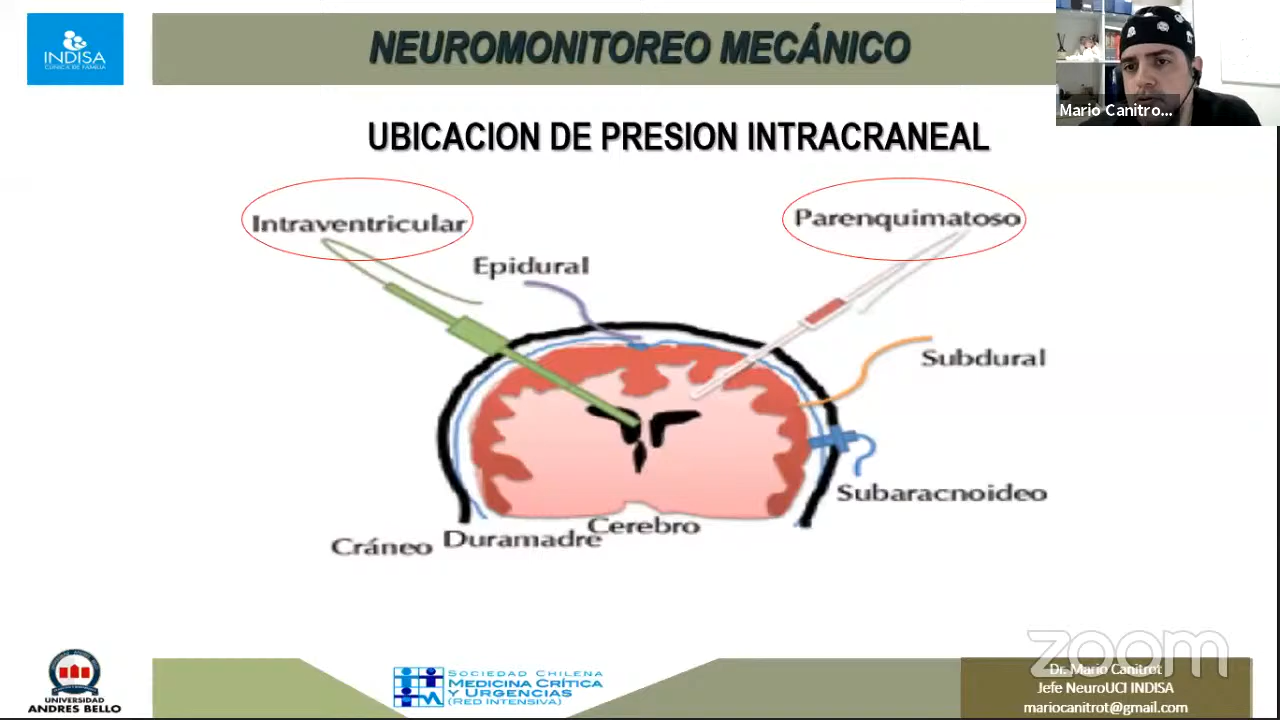 INDISA
CLINICA DE FAMILIA
NEUROMONITOREO MECÁNICO
Mario Canitro...
UBICACION DE PRESION INTRACRANEAL
Intraventricular
Parenquimatoso
Epidural
Subdural
Subaracnoideo
Cerebro
Duramadre
Cráneo
UNIVERSIDAD
ANDRES BELLO
SOCIEDAD CHILENA
MEDICINA CRÍTICA
Y URGENCIAS
(RED INTENSIVA)
zoom
Dr. Mario Canitrot
Jefe NeuroUCI INDISA
mariocanitrot@gmail.com